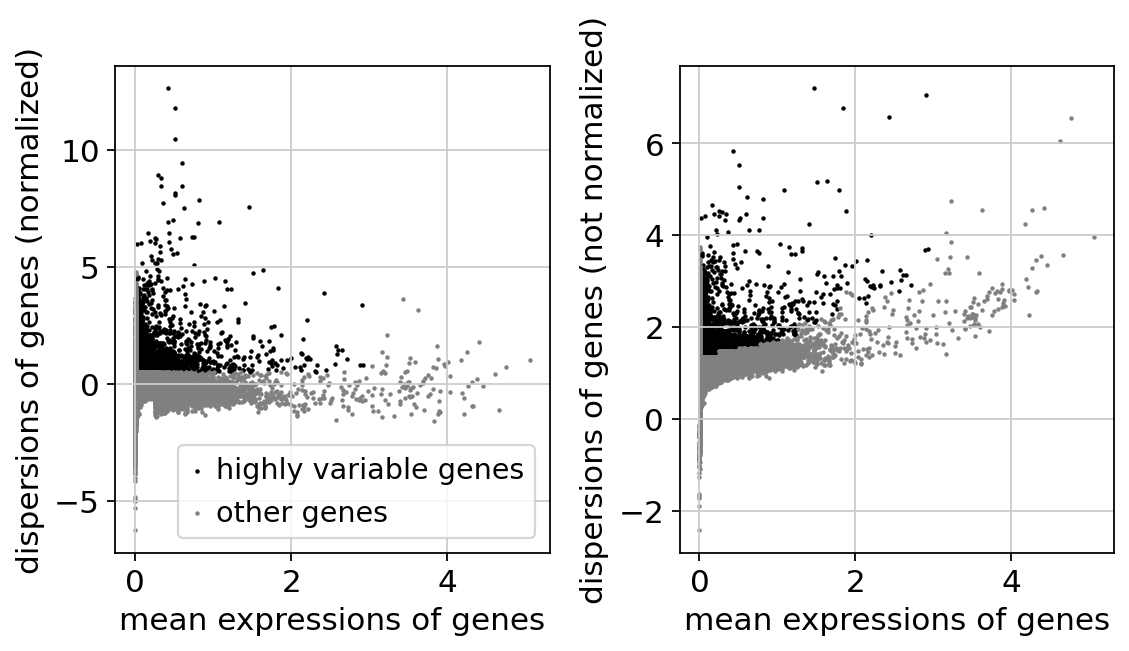 dispersions of genes (normalized)
10
5
0
−5
0
2
4
mean expressions of genes
highly variable genes
other genes
dispersions of genes (not normalized)
6
4
2
0
−2
0
2
4
mean expressions of genes